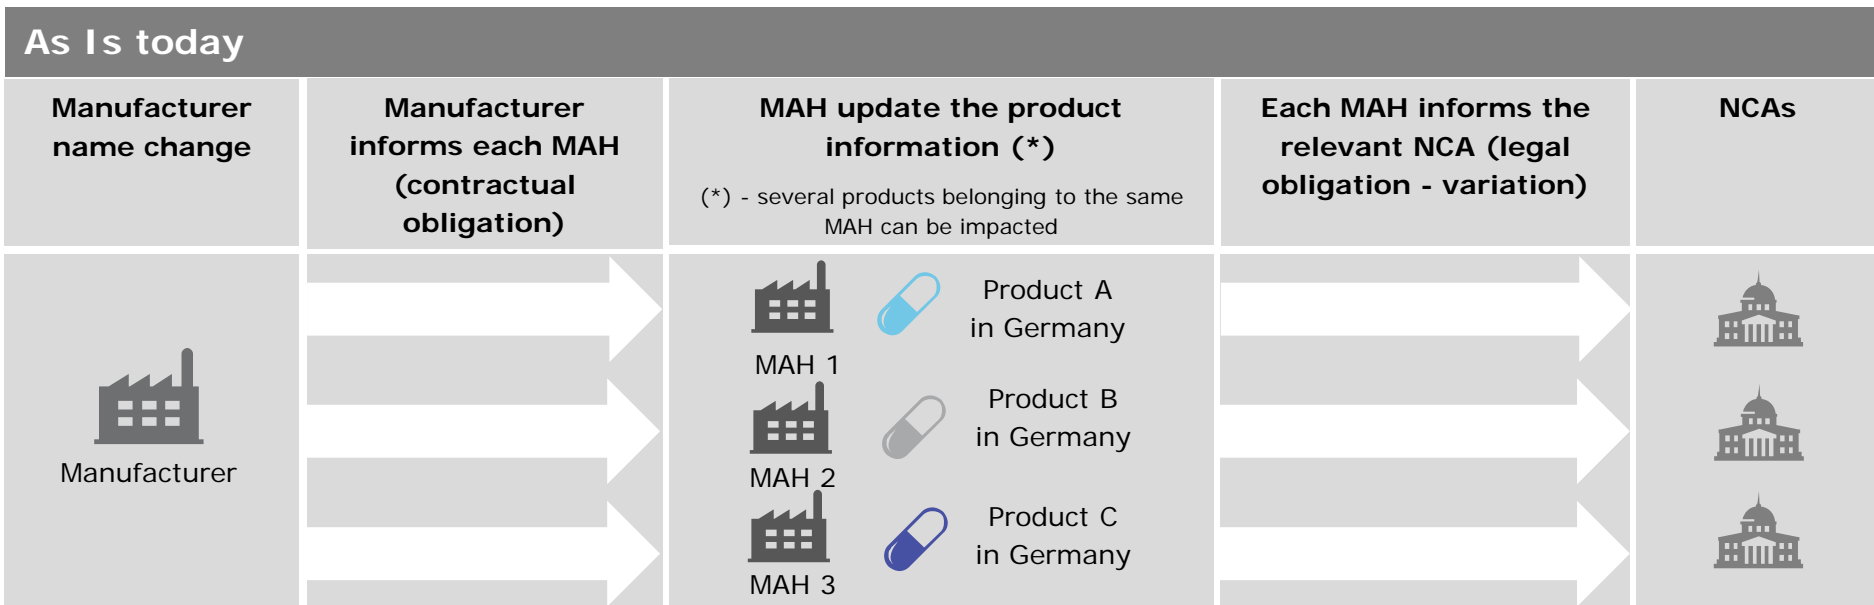 As Is today
Manufacturer
name change
Manufacturer
informs each MAH
(contractual
obligation)
MAH update the product
information (*)
(*) - several products belonging to the same
MAH can be impacted
Each MAH informs the
relevant NCA (legal
obligation - variation)
NCAs
Manufacturer
MAH 1
Product A
in Germany
MAH 2
Product B
in Germany
MAH 3
Product C
in Germany